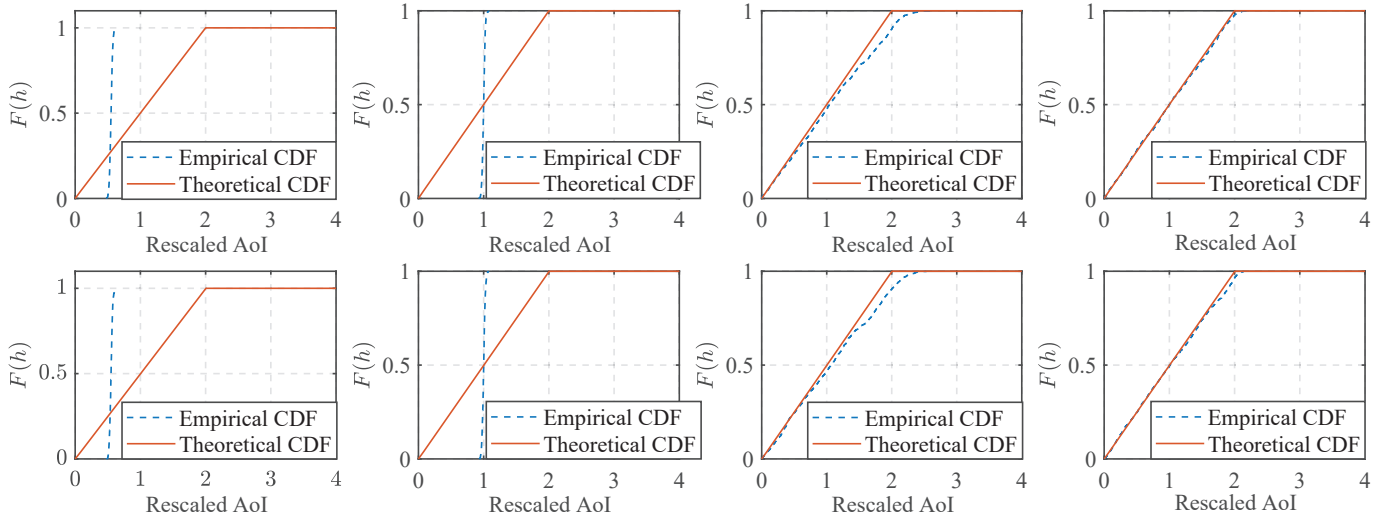 1
0.5
0
F(h)
Empirical CDF
Theoretical CDF
0 1 2 3 4
Rescaled AoI
1
0.5
0
F(h)
Empirical CDF
Theoretical CDF
0 1 2 3 4
Rescaled AoI
1
0.5
0
F(h)
Empirical CDF
Theoretical CDF
0 1 2 3 4
Rescaled AoI
1
0.5
0
F(h)
Empirical CDF
Theoretical CDF
0 1 2 3 4
Rescaled AoI
1
0.5
0
F(h)
Empirical CDF
Theoretical CDF
0 1 2 3 4
Rescaled AoI
1
0.5
0
F(h)
Empirical CDF
Theoretical CDF
0 1 2 3 4
Rescaled AoI
1
0.5
0
F(h)
Empirical CDF
Theoretical CDF
0 1 2 3 4
Rescaled AoI
1
0.5
0
F(h)
Empirical CDF
Theoretical CDF
0 1 2 3 4
Rescaled AoI